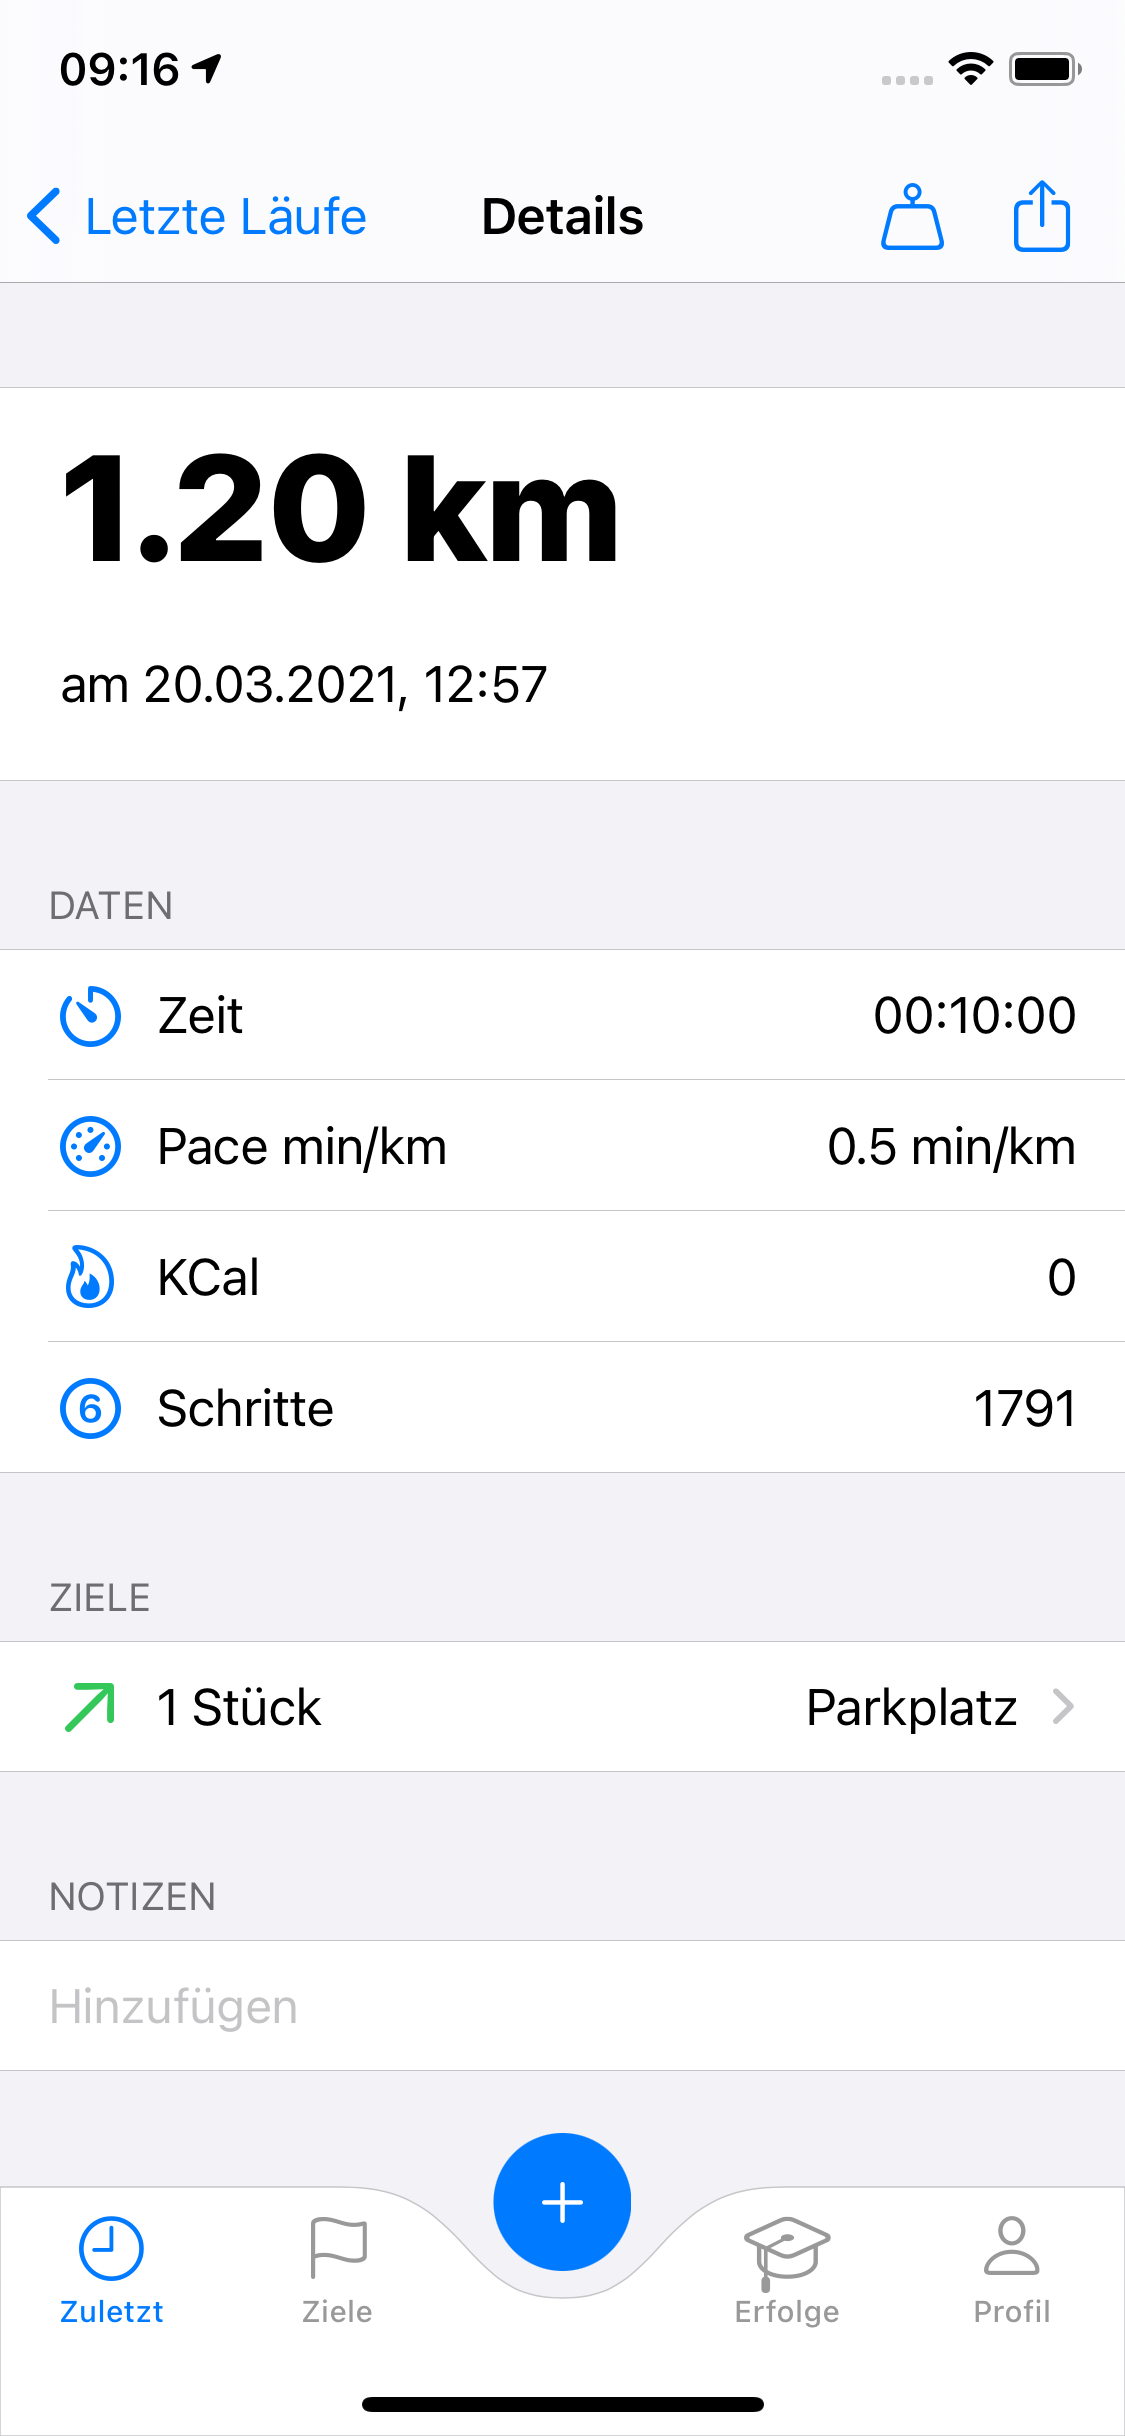 09:16
Letzte Läufe
Details
1.20 km
am 20.03.2021, 12:57
DATEN
Zeit 00:10:00
Pace min/km 0.5 min/km
KCal 0
6 Schritte 1791
ZIELE
1 Stück Parkplatz
NOTIZEN
Hinzufügen
Zuletzt Ziele Erfolge Profil